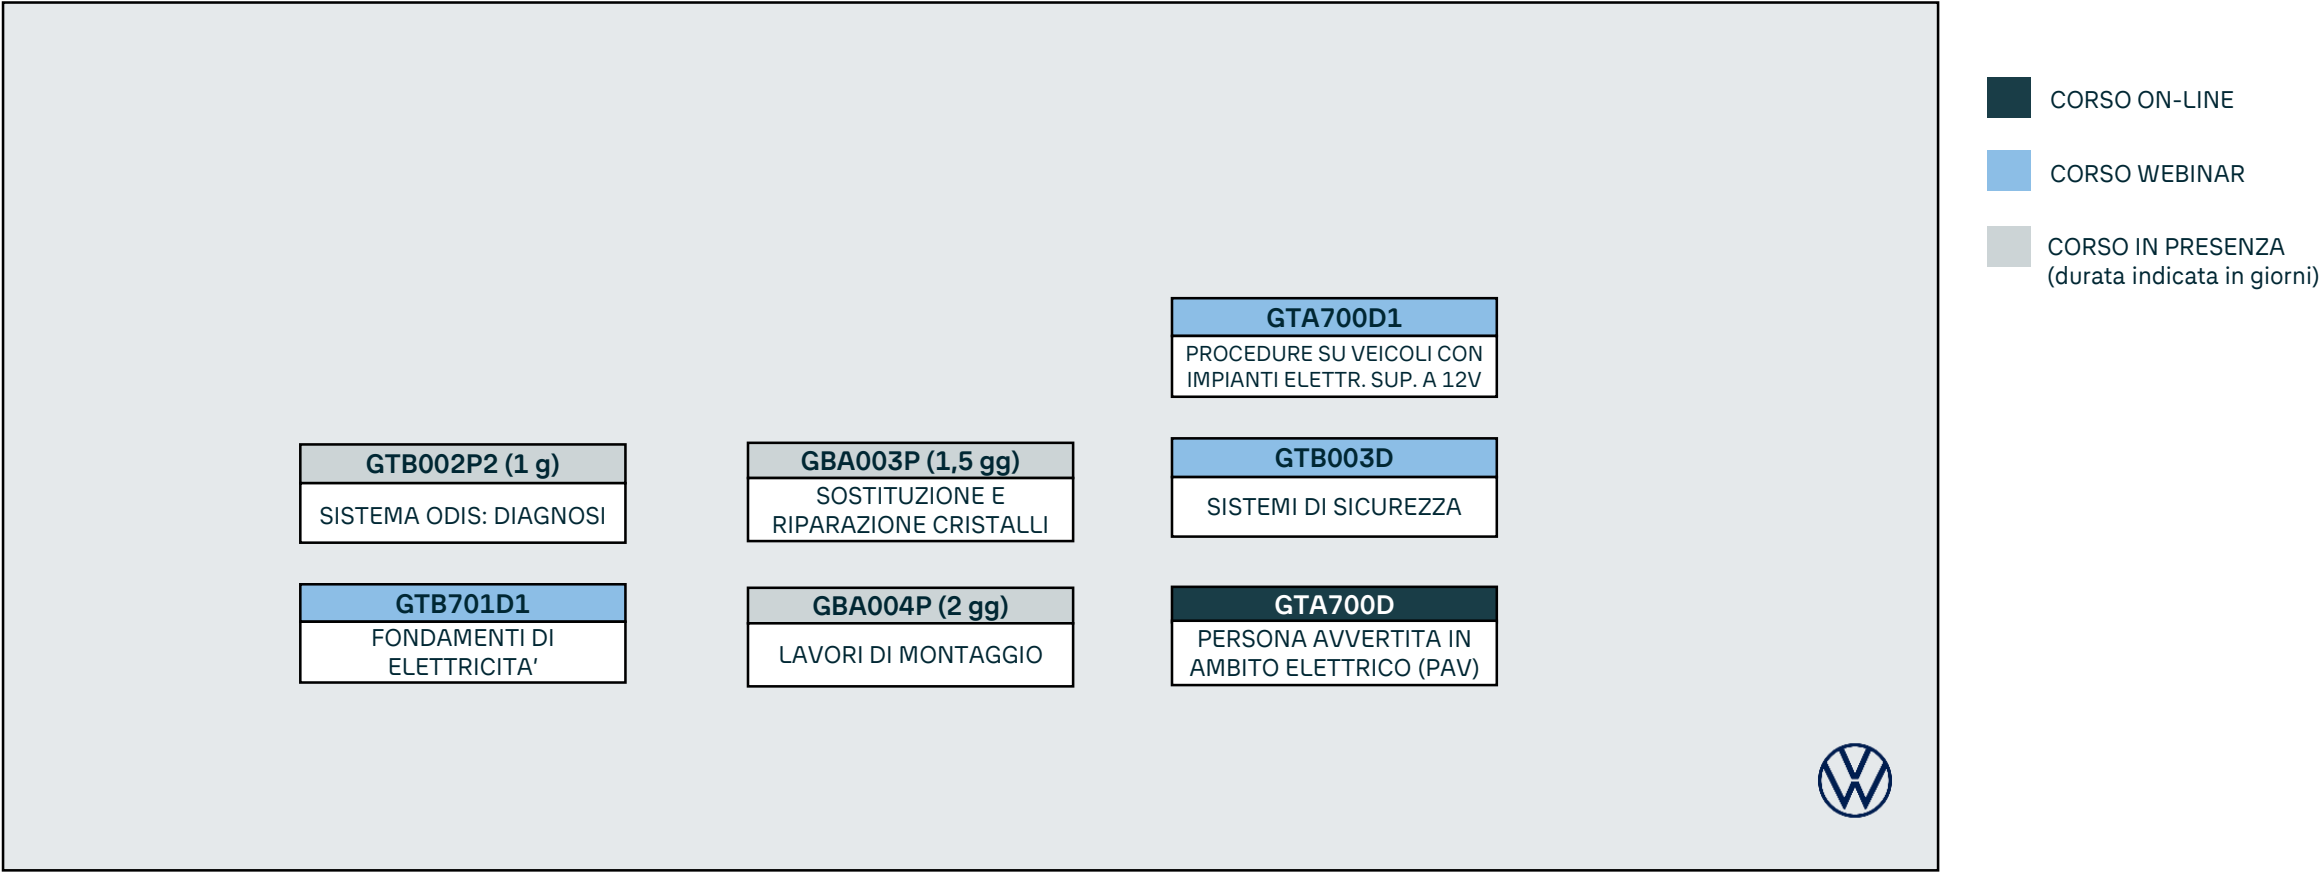 CORSO ON-LINE
CORSO WEBINAR
CORSO IN PRESENZA
(durata indicata in giorni)
GTA700D1
PROCEDURE SU VEICOLI CON
IMPIANTI ELETTR. SUP. A 12V
GTB002P2 (1 g)
SISTEMA ODIS: DIAGNOSI
GBA003P (1,5 gg)
SOSTITUZIONE E
RIPARAZIONE CRISTALLI
GTB003D
SISTEMI DI SICUREZZA
GTB701D1
FONDAMENTI DI
ELETTRICITA’
GBA004P (2 gg)
LAVORI DI MONTAGGIO
GTA700D
PERSONA AVVERTITA IN
AMBITO ELETTRICO (PAV)